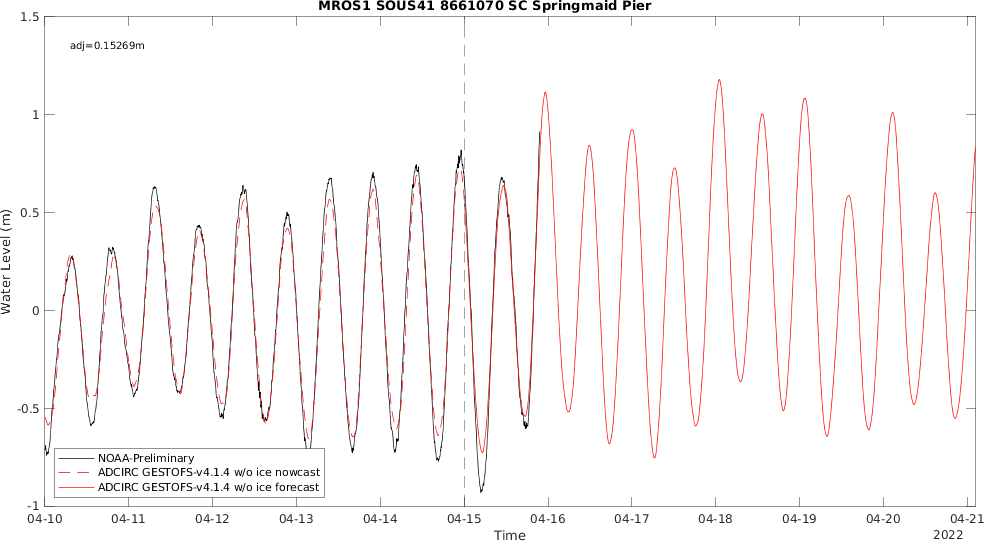 MROS1 SOUS41 8661070 SC Springmaid Pier
1.5
adj=0.15269m
1
0.5
0
-0.5
-1
Water Level (m)
NOAA-Preliminary
ADCIRC GESTOFS-v4.1.4 w/o ice nowcast
ADCIRC GESTOFS-v4.1.4 w/o ice forecast
04-10 04-11 04-12 04-13 04-14 04-15 04-16 04-17 04-18 04-19 04-20 04-21
Time
2022